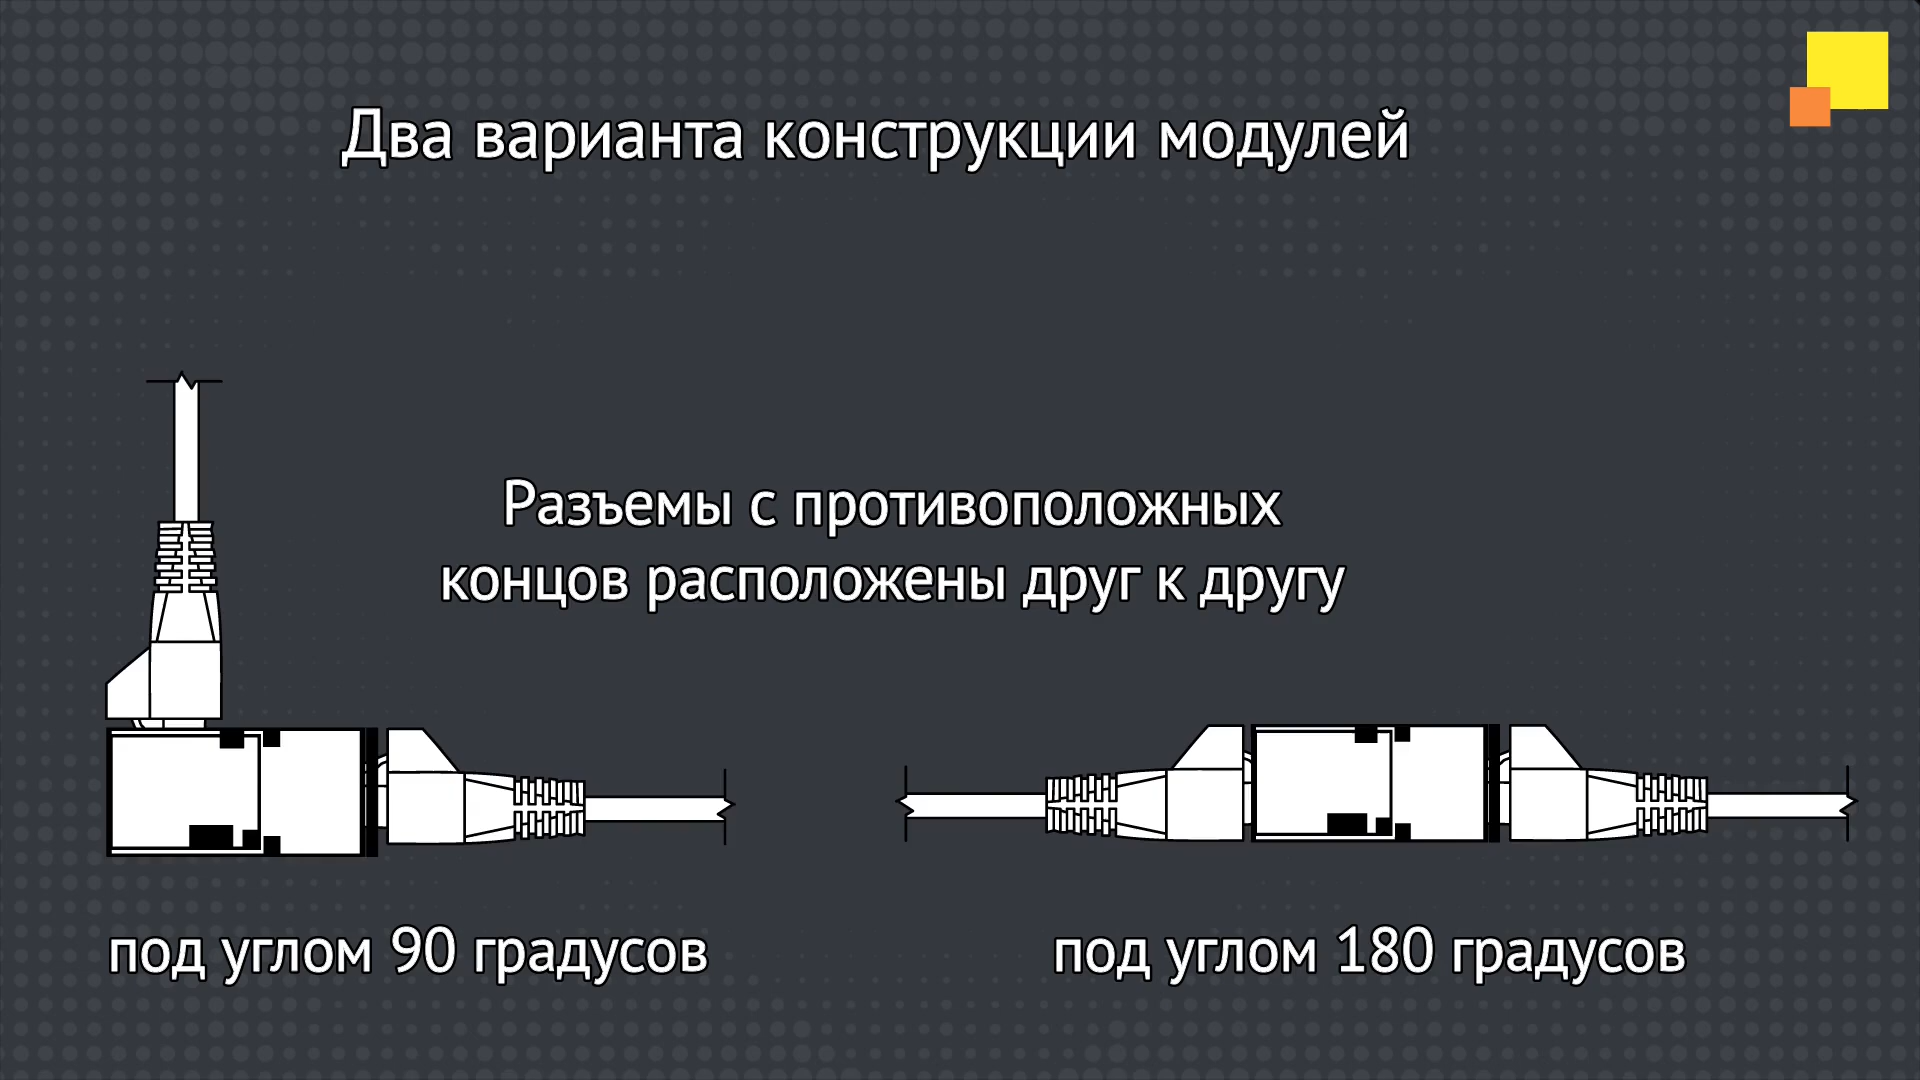 Два варианта конструкции модулей
Разъемы с противоположных
концов расположены друг к другу
под углом 90 градусов
под углом 180 градусов